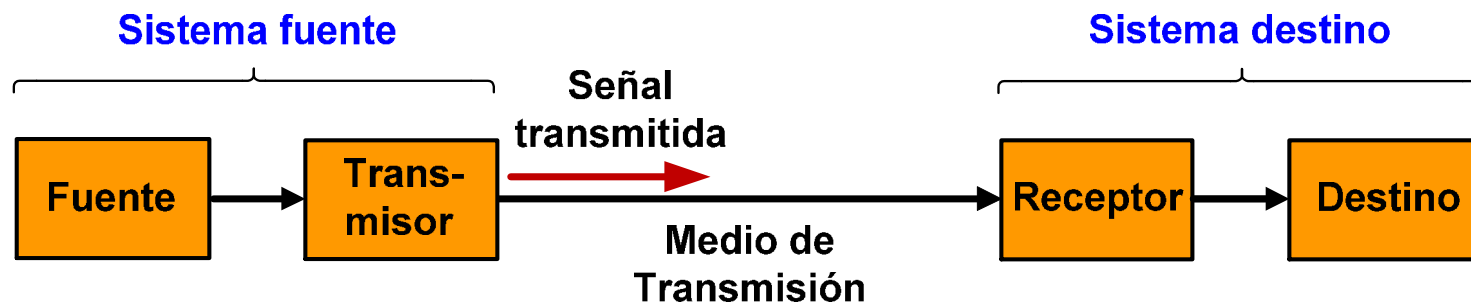 Sistema fuente
Sistema destino
Señal
transmitida
Fuente
Trans-
misor
Receptor
Destino
Medio de
Transmisión